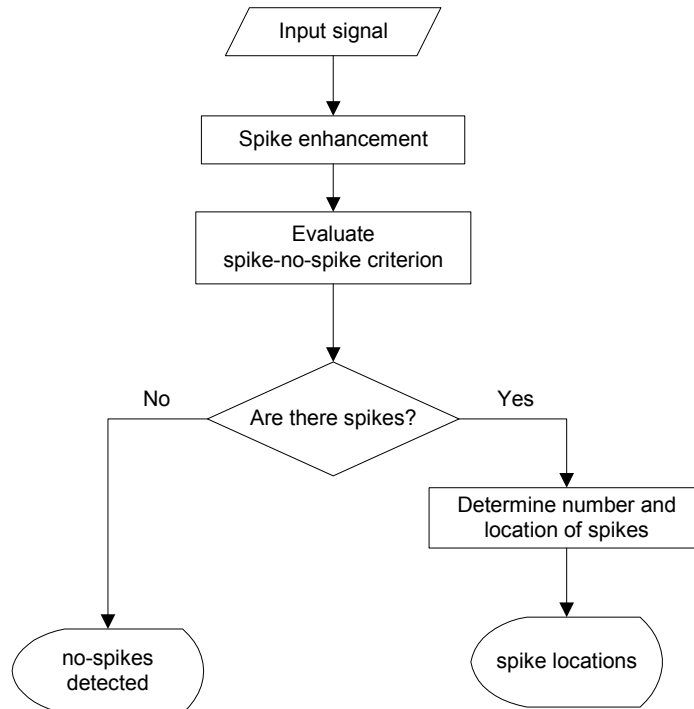 Input signal
Spike enhancement
Evaluate
spike-no-spike criterion
Are there spikes?
No
Yes
Determine number and
location of spikes
no-spikes
detected
spike locations